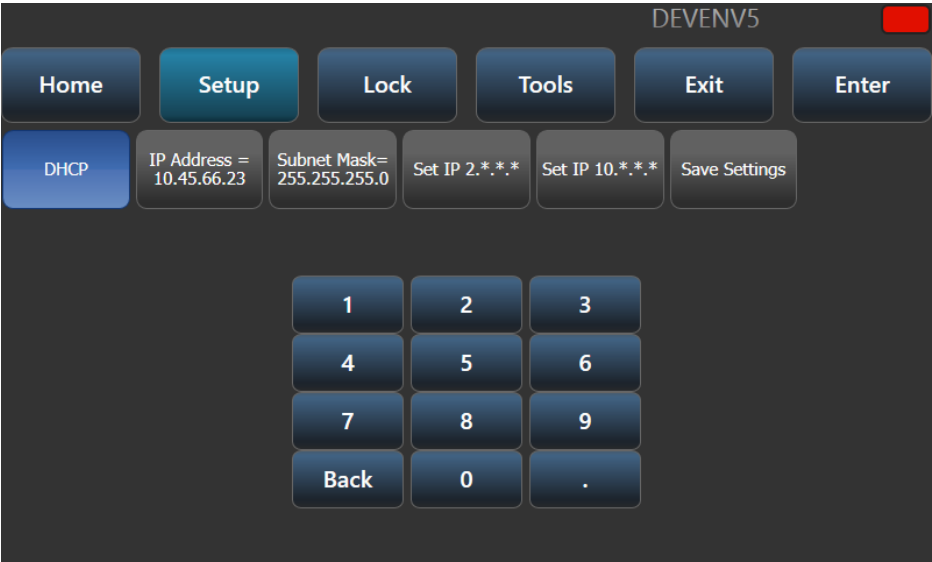 DEVENV5
Home Setup Lock Tools Exit Enter
DHCP
IP Address =
10.45.66.23
Subnet Mask=
255.255.255.0
Set IP 2.*.*.*
Set IP 10.*.*.*
Save Settings
1 2 3
4 5 6
7 8 9
Back 0 .